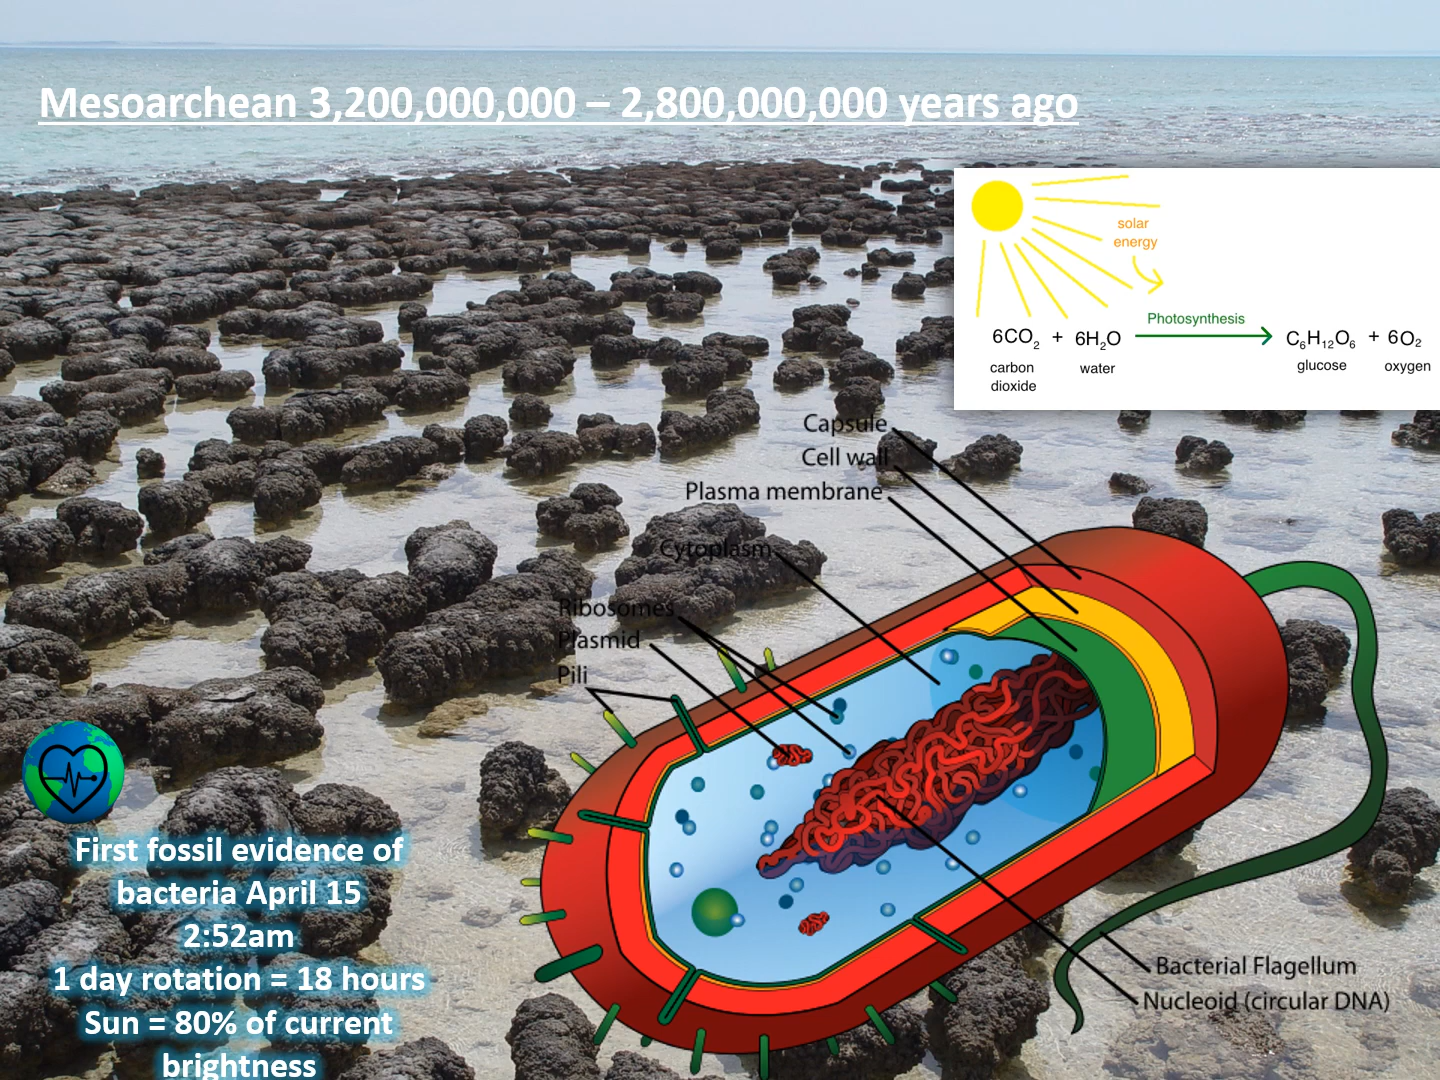 Mesoarchean 3,200,000,000 – 2,800,000,000 years ago
solar
energy
Photosynthesis
6CO2 + 6H2O C6H12O6 + 6O2
carbon
dioxide
water
glucose
oxygen
Capsule
Cell wall
Plasma membrane
Cytoplasm
Ribosomes
Plasmid
Pili
First fossil evidence of
bacteria April 15
2:52am
1 day rotation = 18 hours
Sun = 80% of current
brightness
Bacterial Flagellum
Nucleoid (circular DNA)